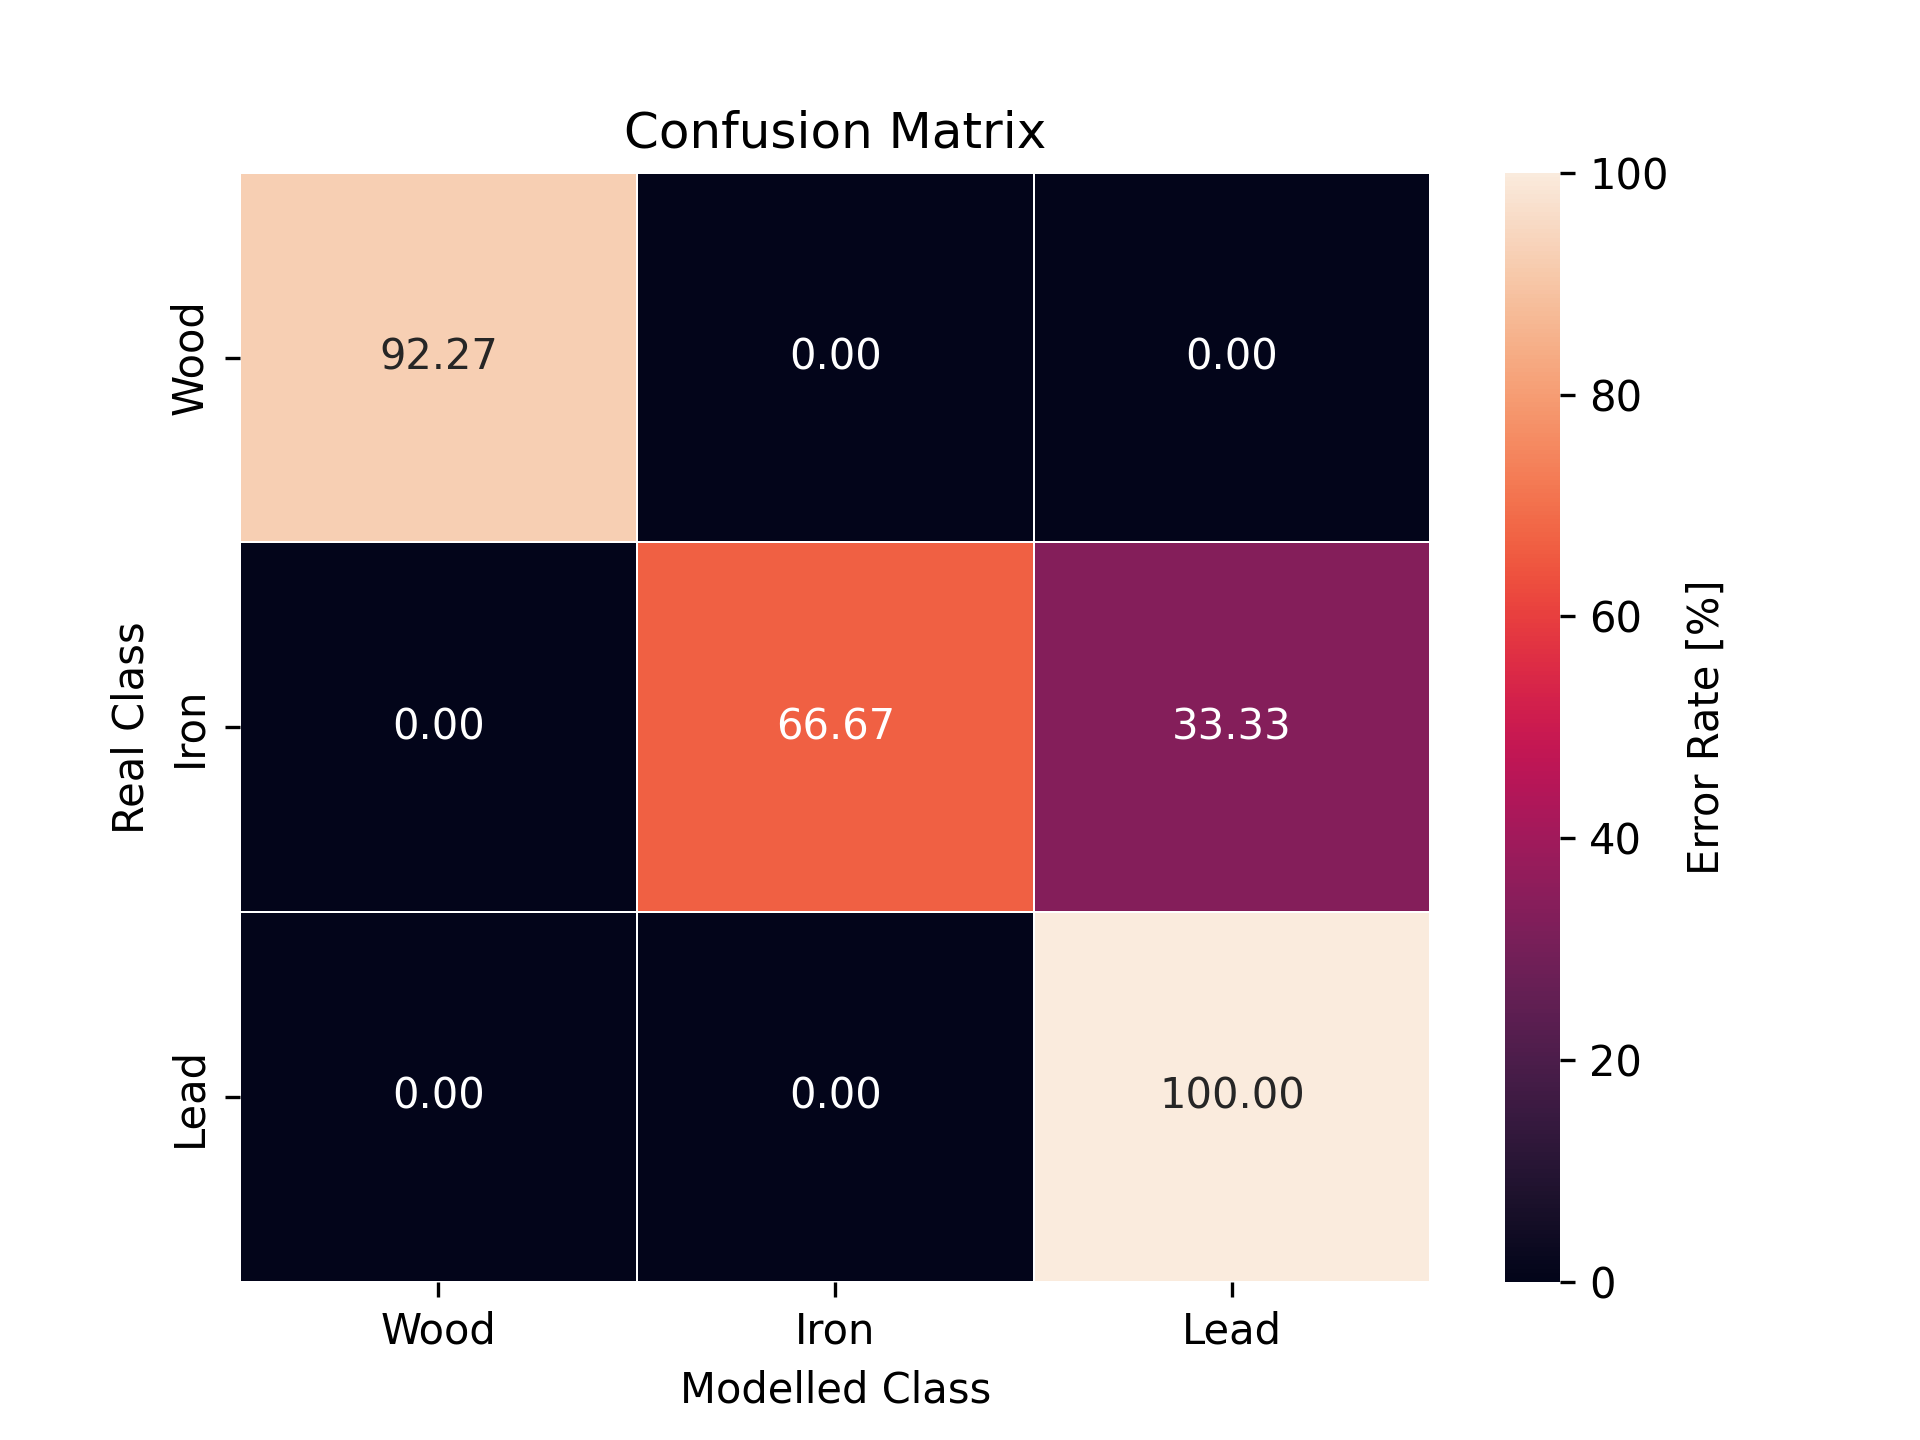 Confusion Matrix
Real Class
Wood
92.27 0.00 0.00
Iron
0.00 66.67 33.33
Lead
0.00 0.00 100.00
Wood Iron Lead
Modelled Class
100
80
60
40
20
0
Error Rate [%]